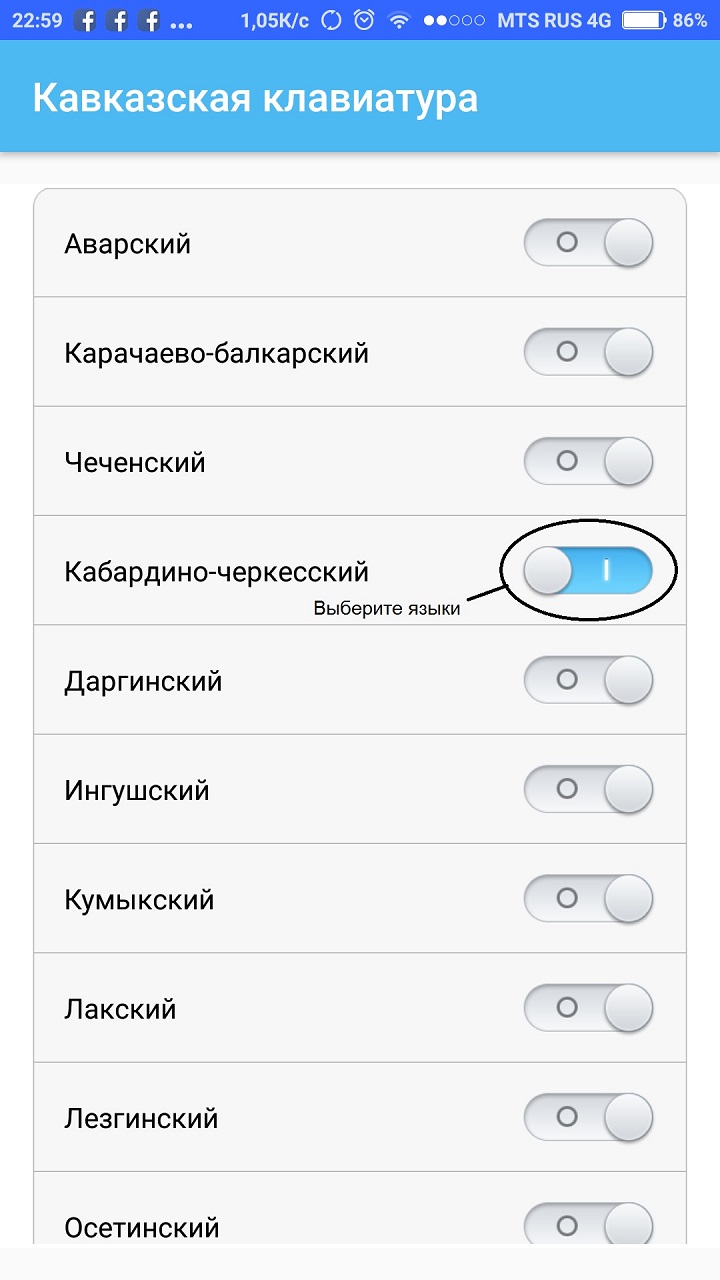 22:59 ... 1,05K/c MTS RUS 4G 86%
Кавказская клавиатура
Аварский
Карачаево-балкарский
Чеченский
Кабардино-черкесский
Выберите языки
Даргинский
Ингушский
Кумыкский
Лакский
Лезгинский
Осетинский